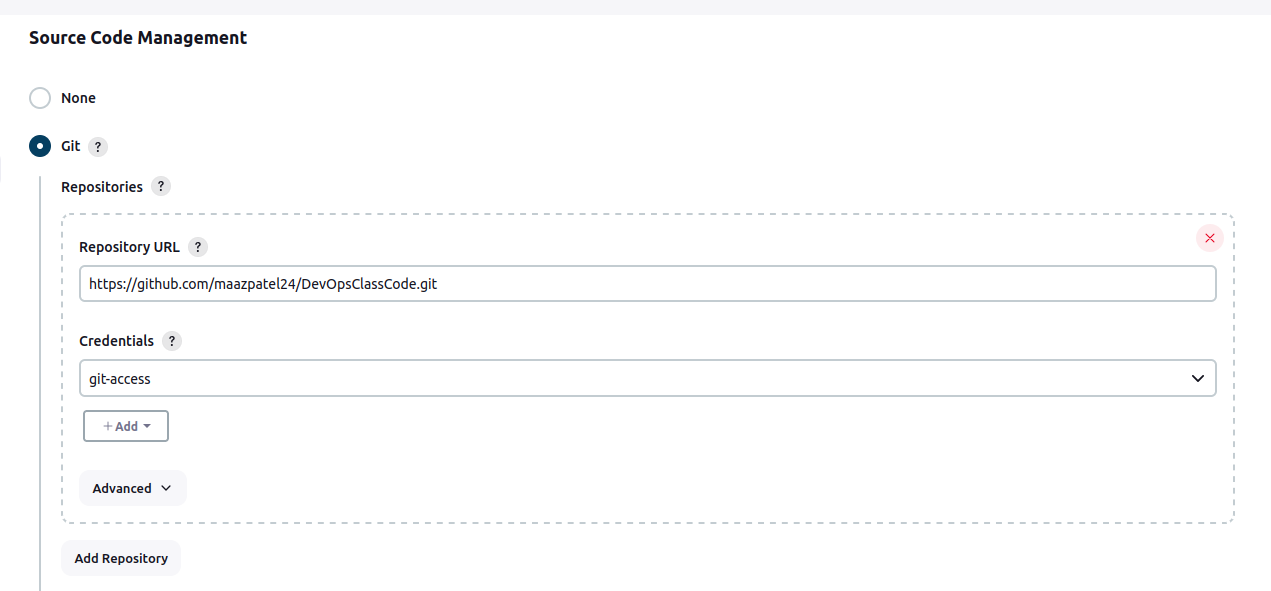 Source Code Management
None
Git ?
Repositories ?
Repository URL ?
https://github.com/maazpatel24/DevOpsClassCode.git
Credentials ?
git-access
+ Add
Advanced
Add Repository